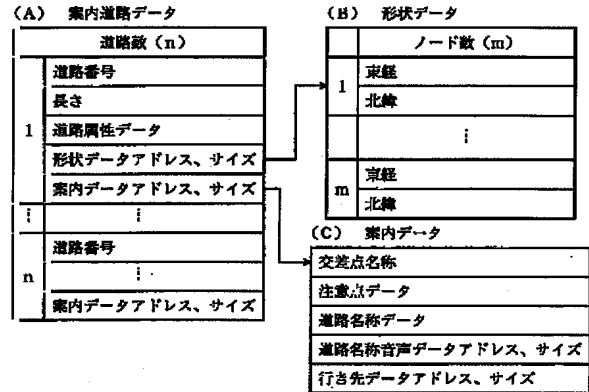 (A) 案内道路データ
道路数(n)
1
道路番号
長さ
道路属性データ
形状データアドレス、サイズ
案内データアドレス、サイズ
⋮ ⋮
n
道路番号
⋮
案内データアドレス、サイズ
(B) 形状データ
ノード数(m)
1
東経
北緯
⋮
m
東経
北緯
(C) 案内データ
交差点名称
注意点データ
道路名称データ
道路名称音声データアドレス、サイズ
行き先データアドレス、サイズ